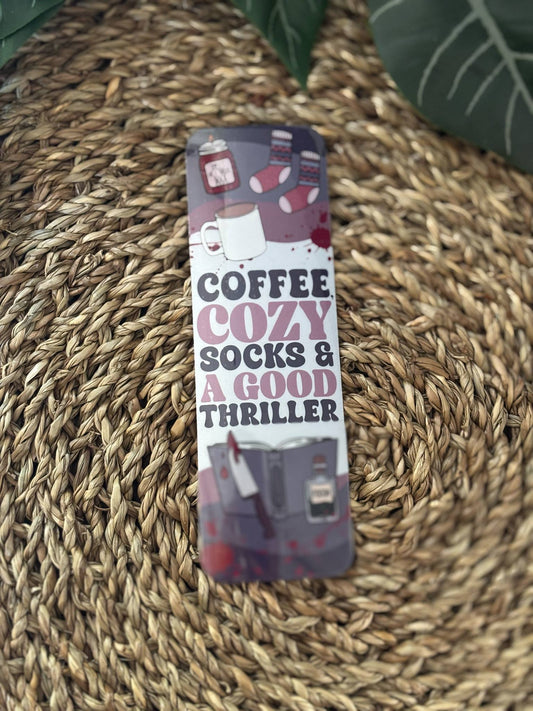 COFFEE
COZY
SOCKS &
A GOOD
THRILLER